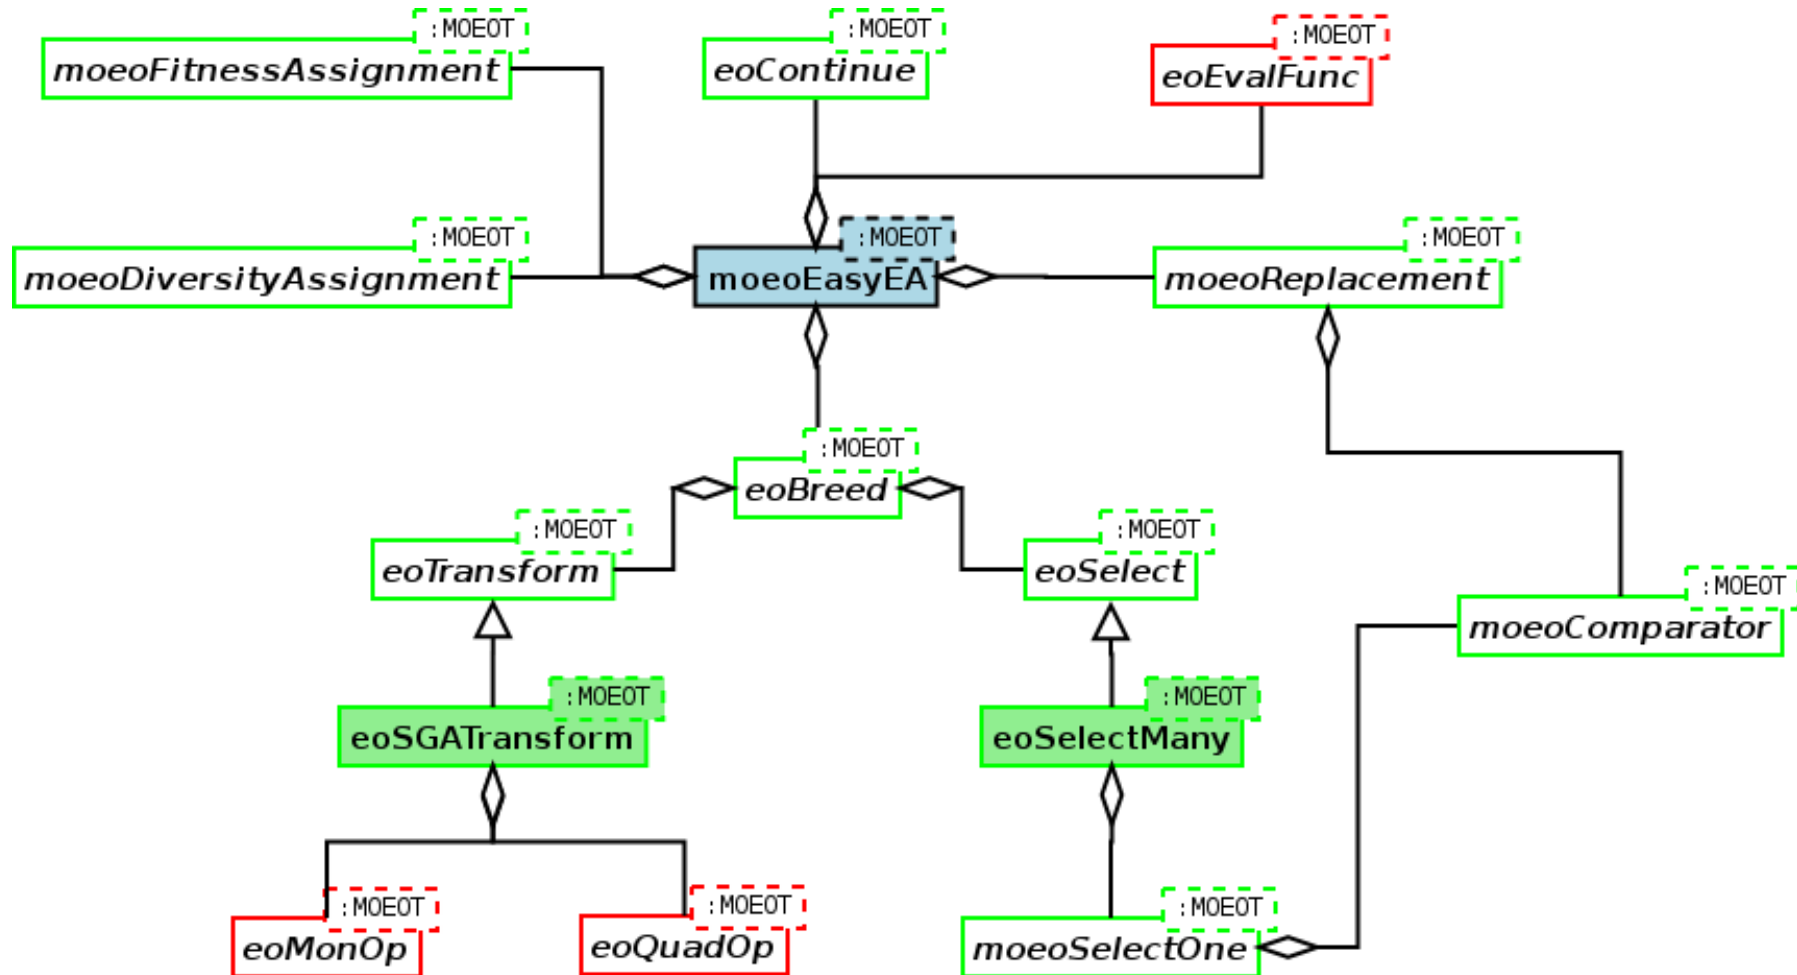 :MOEOT
moeoFitnessAssignment
:MOEOT
eoContinue
:MOEOT
eoEvalFunc
:MOEOT
moeoDiversityAssignment
:MOEOT
moeoEasyEA
:MOEOT
moeoReplacement
:MOEOT
eoBreed
:MOEOT
eoTransform
:MOEOT
eoSelect
:MOEOT
moeoComparator
:MOEOT
eoSGATransform
:MOEOT
eoSelectMany
:MOEOT
eoMonOp
:MOEOT
eoQuadOp
:MOEOT
moeoSelectOne